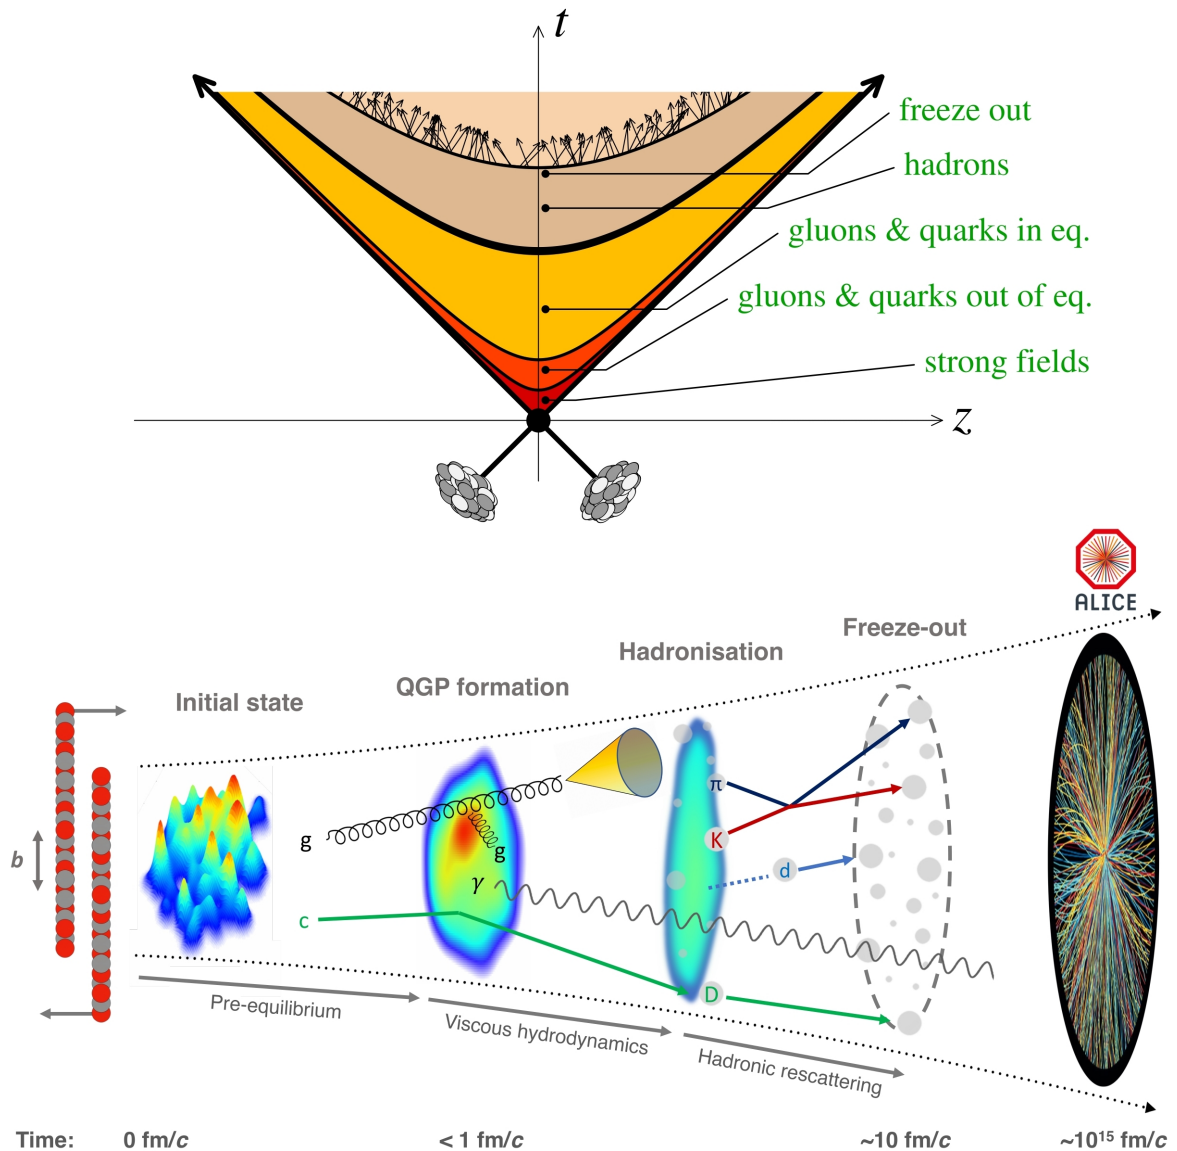 t
freeze out
hadrons
gluons & quarks in eq.
gluons & quarks out of eq.
strong fields
z
ALICE
Freeze-out
Hadronisation
QGP formation
Initial state
π
g
K
g
b
d
γ
c
D
Pre-equilibrium
Viscous hydrodynamics
Hadronic rescattering
Time: 0 fm/c < 1 fm/c ~10 fm/c ~10¹⁵ fm/c